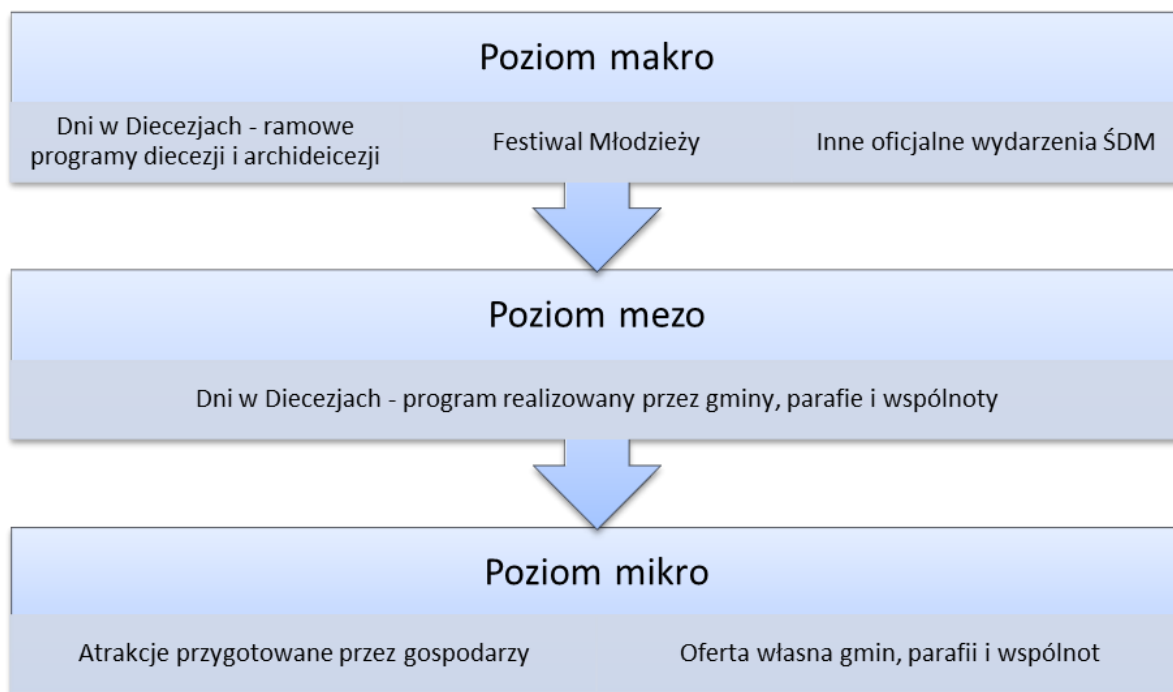 Poziom makro
Dni w Diecezjach - ramowe
programy diecezji i archideicezji
Festiwal Młodzieży
Inne oficjalne wydarzenia ŚDM
Poziom mezo
Dni w Diecezjach - program realizowany przez gminy, parafie i wspólnoty
Poziom mikro
Atrakcje przygotowane przez gospodarzy
Oferta własna gmin, parafii i wspólnot